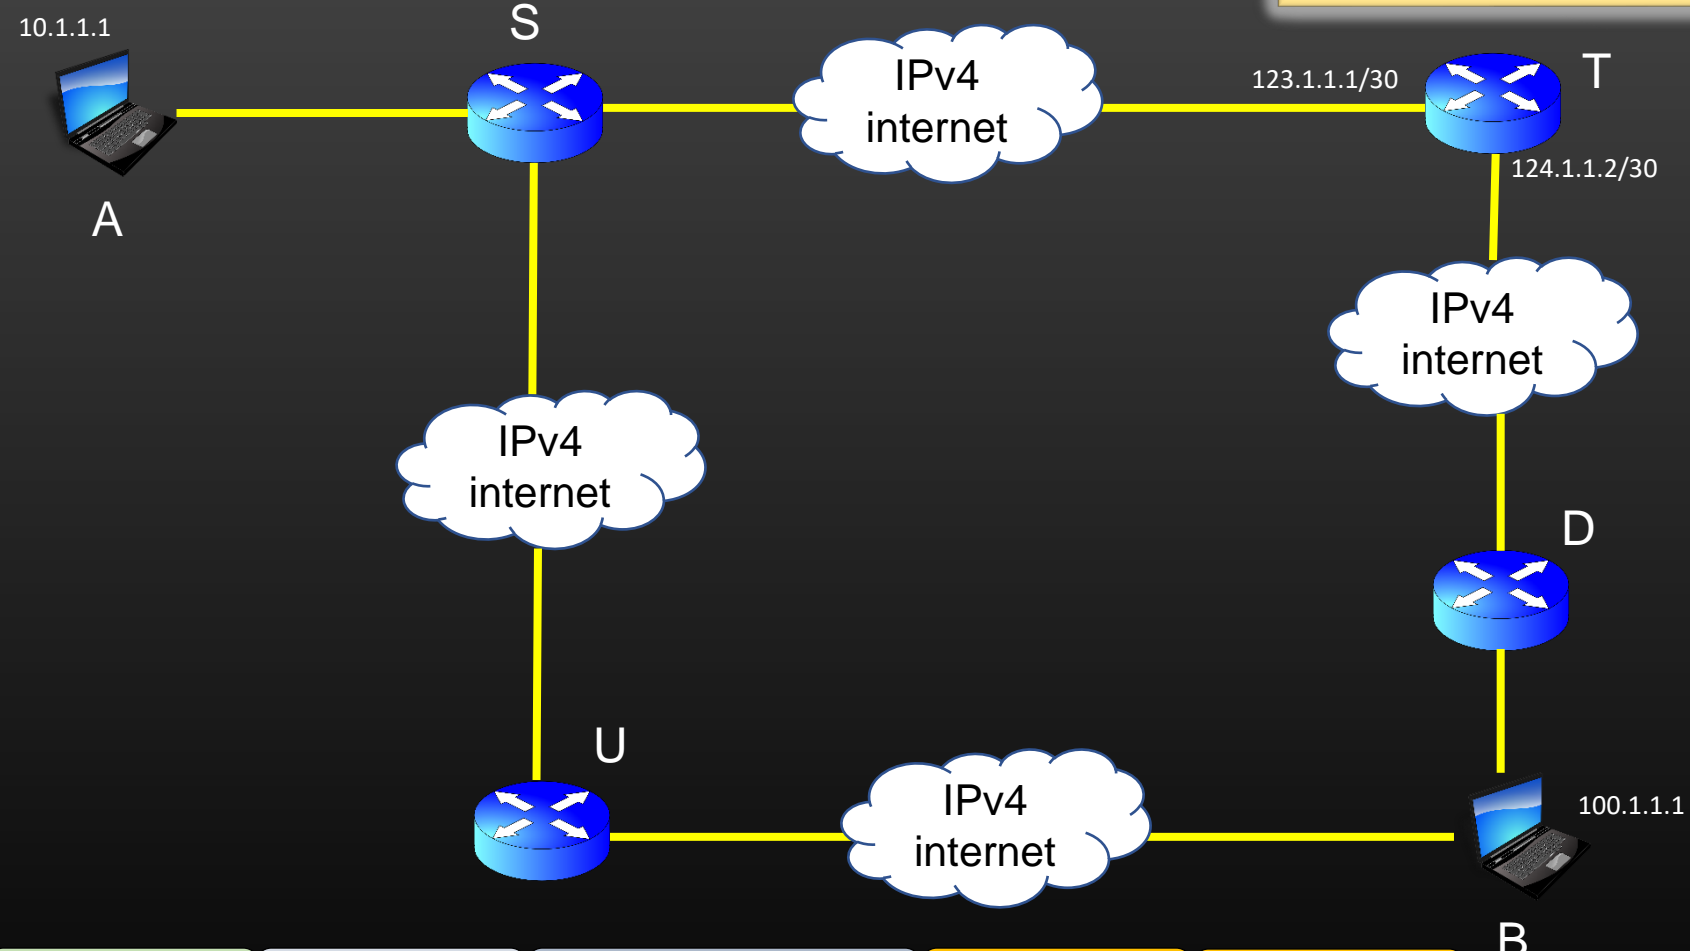 10.1.1.1
S
IPv4
internet
123.1.1.1/30
T
124.1.1.2/30
A
IPv4
internet
IPv4
internet
D
U
IPv4
internet
100.1.1.1
B